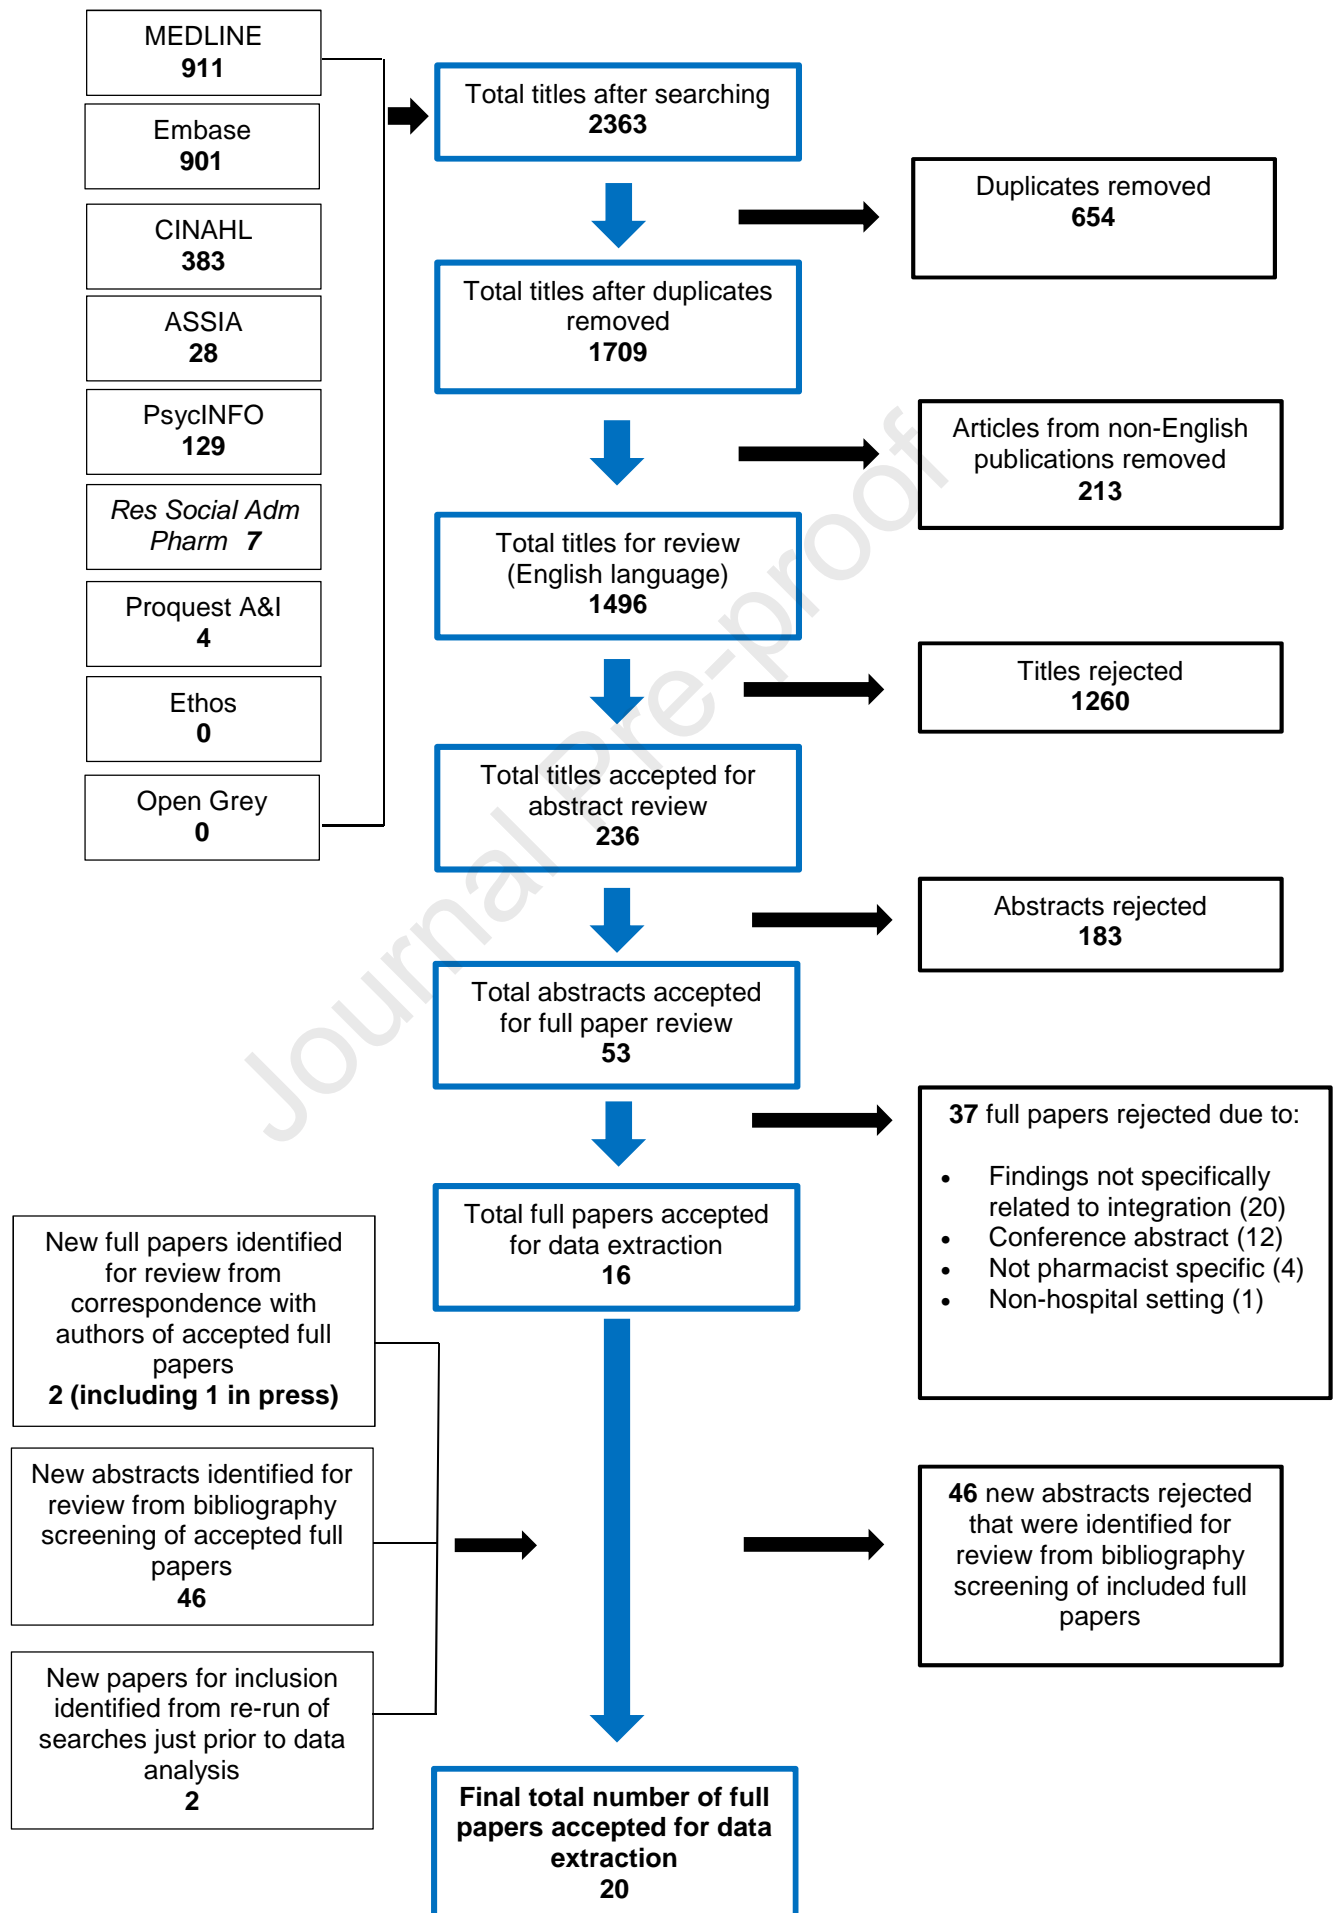 MEDLINE
911
Embase
901
CINAHL
383
ASSIA
28
PsycINFO
129
Res Social Adm
Pharm 7
Proquest A&I
4
Ethos
0
Open Grey
0
Total titles after searching
2363
Duplicates removed
654
Total titles after duplicates
removed
1709
Articles from non-English
publications removed
213
Total titles for review
(English language)
1496
Titles rejected
1260
Total titles accepted for
abstract review
236
Abstracts rejected
183
Total abstracts accepted
for full paper review
53
37 full papers rejected due to:
• Findings not specifically
related to integration (20)
• Conference abstract (12)
• Not pharmacist specific (4)
• Non-hospital setting (1)
Total full papers accepted
for data extraction
16
New full papers identified
for review from
correspondence with
authors of accepted full
papers
2 (including 1 in press)
New abstracts identified for
review from bibliography
screening of accepted full
papers
46
46 new abstracts rejected
that were identified for
review from bibliography
screening of included full
papers
New papers for inclusion
identified from re-run of
searches just prior to data
analysis
2
Final total number of full
papers accepted for data
extraction
20
Journal Pre-proof